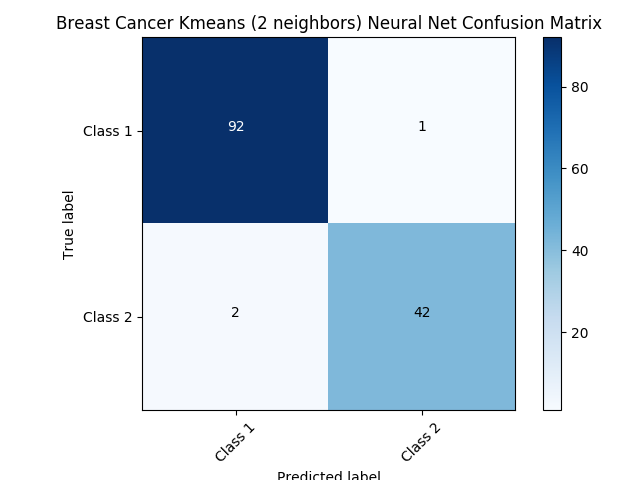 Breast Cancer Kmeans (2 neighbors) Neural Net Confusion Matrix
True label
Class 1
92
1
Class 2
2
42
Class 1
Class 2
Predicted label
80
60
40
20